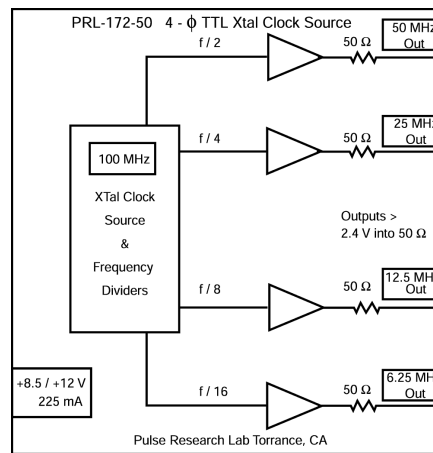 PRL-172-50 4 - ϕ TTL Xtal Clock Source
50 MHz
Out
f / 2
50 Ω
25 MHz
Out
f / 4
50 Ω
100 MHz
XTal Clock
Source
&
Frequency
Dividers
Outputs >
2.4 V into 50 Ω
12.5 MHz
Out
f / 8
50 Ω
+8.5 / +12 V
225 mA
6.25 MHz
Out
f / 16
50 Ω
Pulse Research Lab Torrance, CA